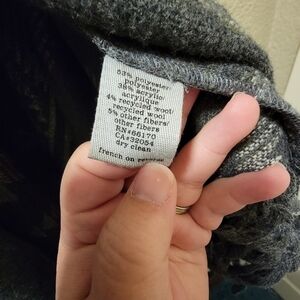 53% polyester/
polyester
38% acrylic/
acrylique
4% recycled wool/
recycled wool
5% other fibers/
other fibers
RN#66170
CA#32054
dry clean
french on reverse